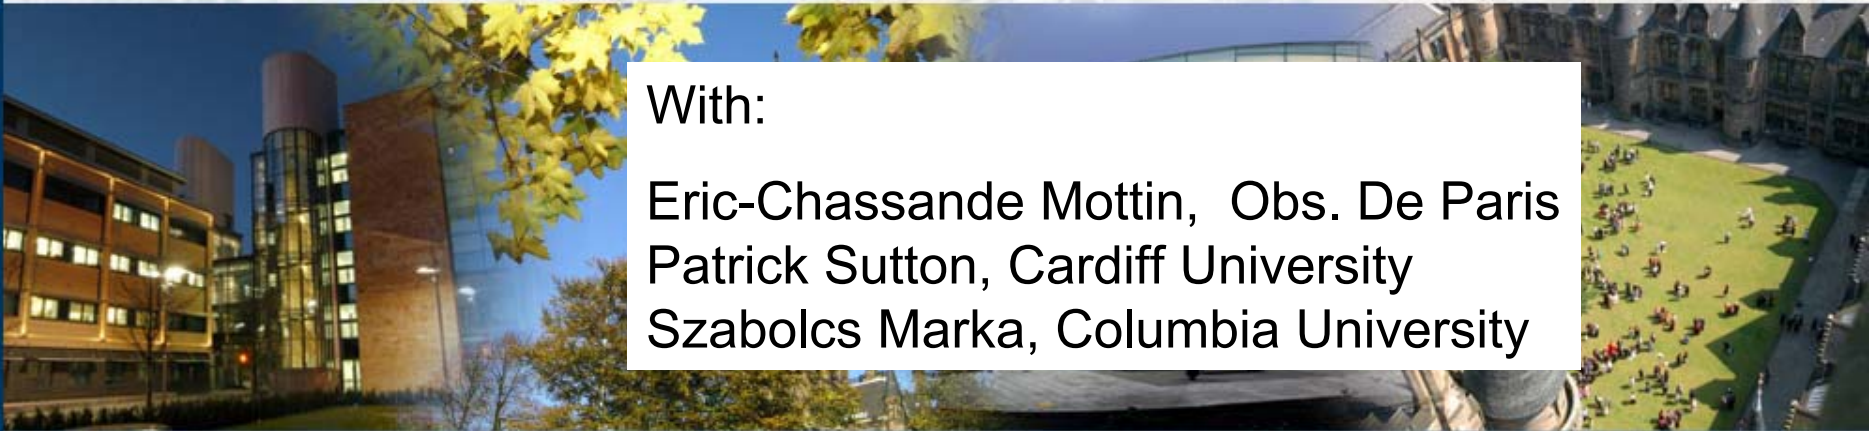 With:
Eric-Chassande Mottin, Obs. De Paris
Patrick Sutton, Cardiff University
Szabolcs Marka, Columbia University